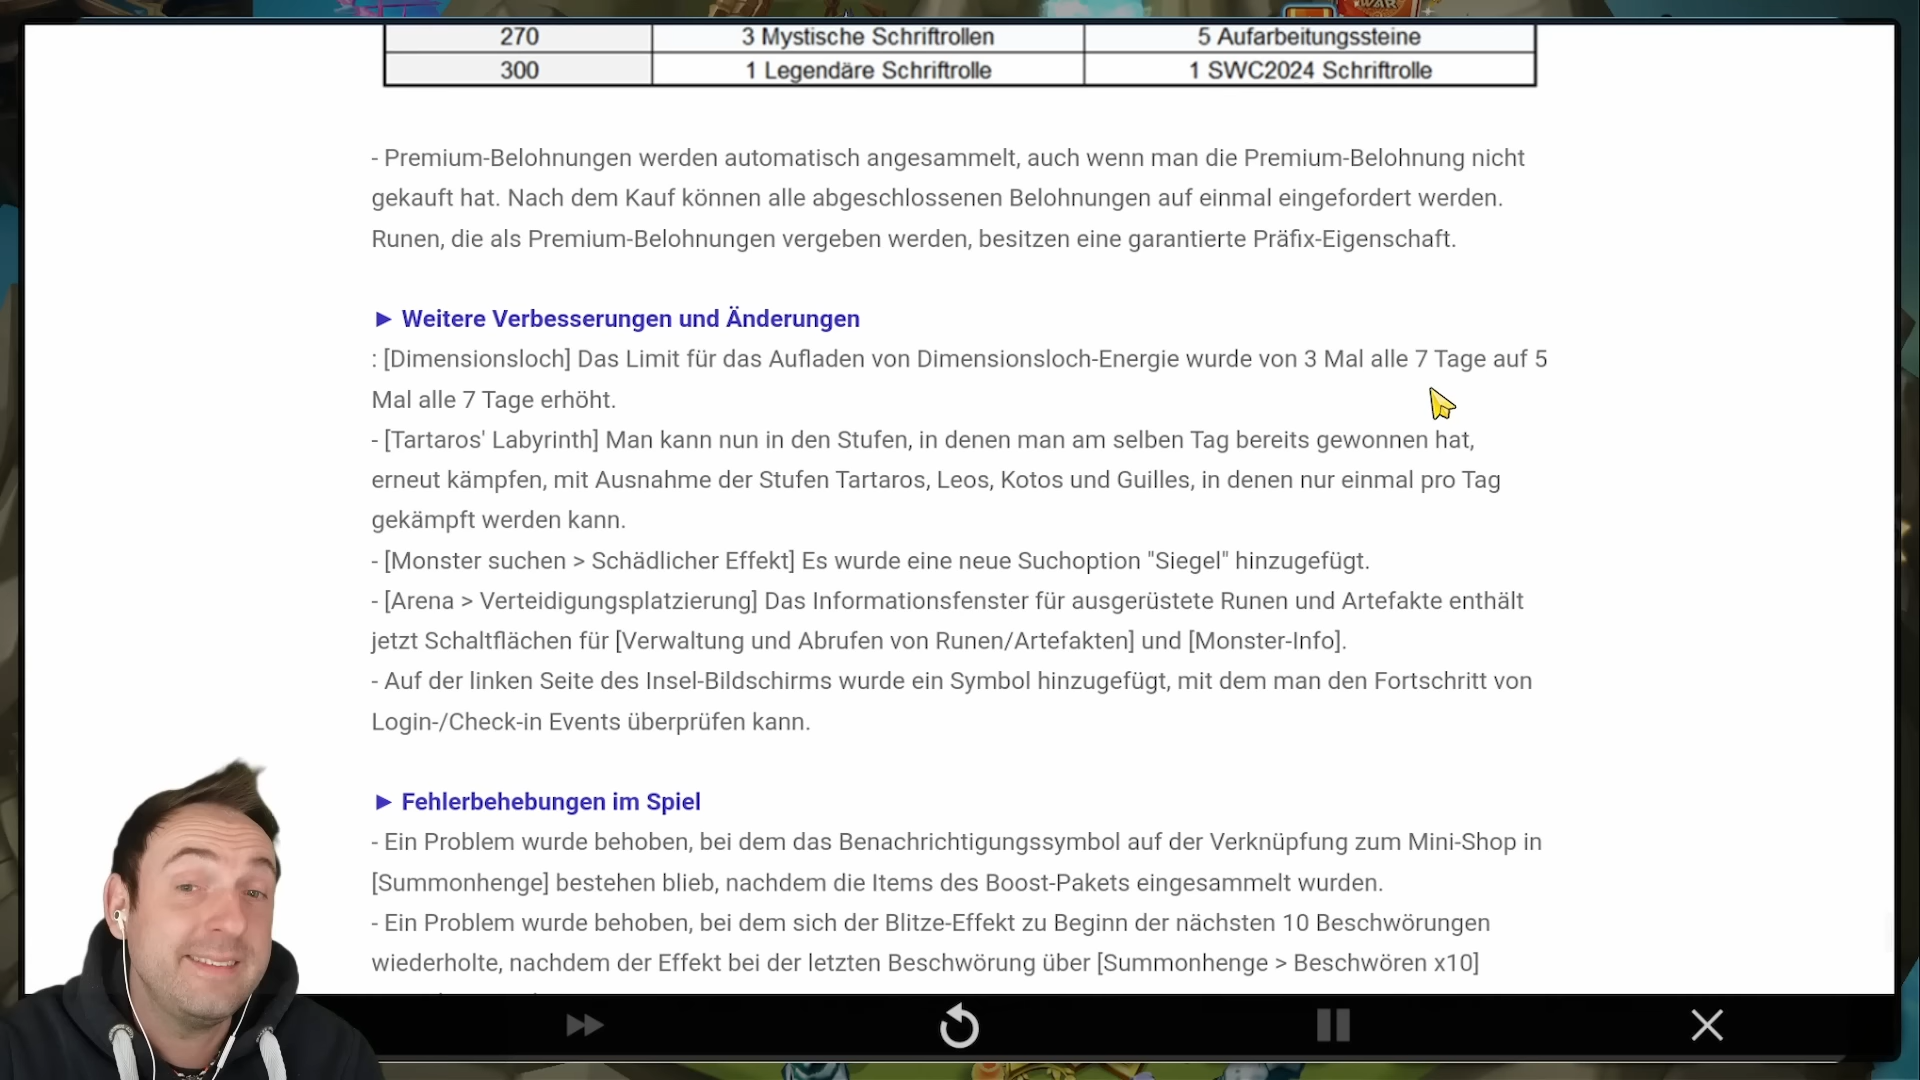 WAR
270 3 Mystische Schriftrollen 5 Aufarbeitungssteine
300 1 Legendäre Schriftrolle 1 SWC2024 Schriftrolle
- Premium-Belohnungen werden automatisch angesammelt, auch wenn man die Premium-Belohnung nicht
gekauft hat. Nach dem Kauf können alle abgeschlossenen Belohnungen auf einmal eingefordert werden.
Runen, die als Premium-Belohnungen vergeben werden, besitzen eine garantierte Präfix-Eigenschaft.
► Weitere Verbesserungen und Änderungen
: [Dimensionsloch] Das Limit für das Aufladen von Dimensionsloch-Energie wurde von 3 Mal alle 7 Tage auf 5
Mal alle 7 Tage erhöht.
- [Tartaros' Labyrinth] Man kann nun in den Stufen, in denen man am selben Tag bereits gewonnen hat,
erneut kämpfen, mit Ausnahme der Stufen Tartaros, Leos, Kotos und Guilles, in denen nur einmal pro Tag
gekämpft werden kann.
- [Monster suchen > Schädlicher Effekt] Es wurde eine neue Suchoption "Siegel" hinzugefügt.
- [Arena > Verteidigungsplatzierung] Das Informationsfenster für ausgerüstete Runen und Artefakte enthält
jetzt Schaltflächen für [Verwaltung und Abrufen von Runen/Artefakten] und [Monster-Info].
- Auf der linken Seite des Insel-Bildschirms wurde ein Symbol hinzugefügt, mit dem man den Fortschritt von
Login-/Check-in Events überprüfen kann.
► Fehlerbehebungen im Spiel
- Ein Problem wurde behoben, bei dem das Benachrichtigungssymbol auf der Verknüpfung zum Mini-Shop in
[Summonhenge] bestehen blieb, nachdem die Items des Boost-Pakets eingesammelt wurden.
- Ein Problem wurde behoben, bei dem sich der Blitze-Effekt zu Beginn der nächsten 10 Beschwörungen
wiederholte, nachdem der Effekt bei der letzten Beschwörung über [Summonhenge > Beschwören x10]